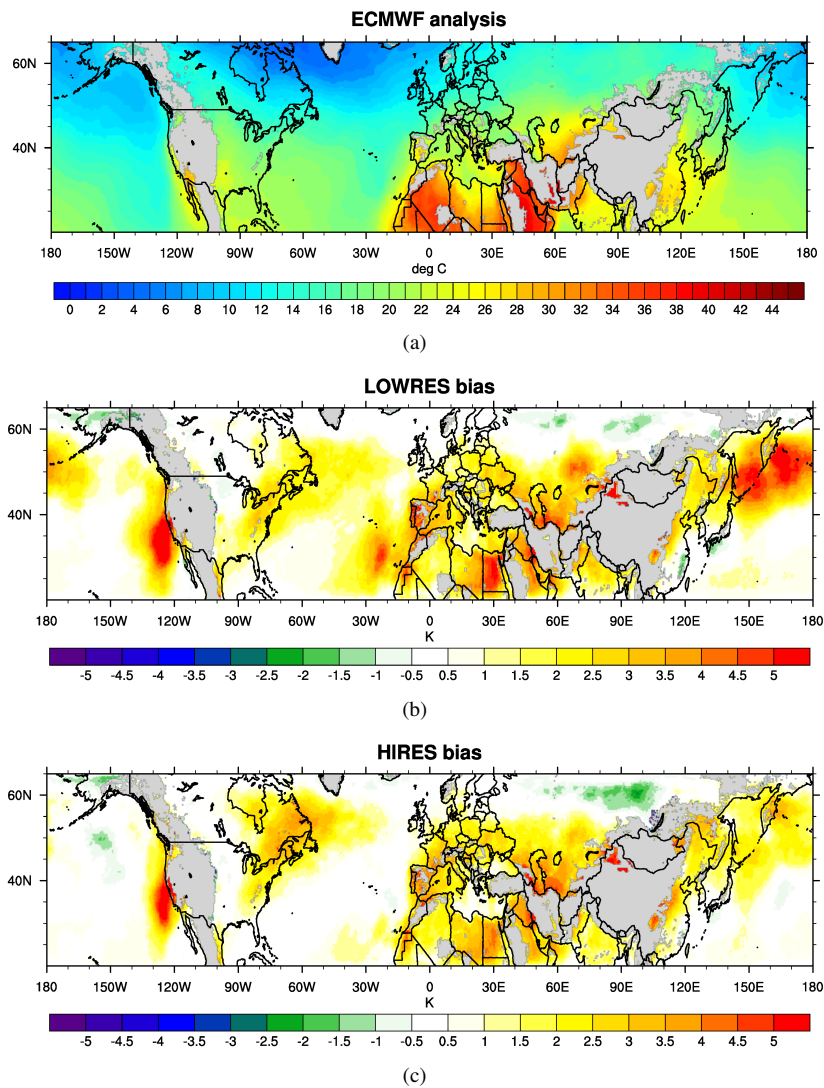 ECMWF analysis
60N
40N
180 150W 120W 90W 60W 30W 0 30E 60E 90E 120E 150E 180
deg C
0 2 4 6 8 10 12 14 16 18 20 22 24 26 28 30 32 34 36 38 40 42 44
(a)
LOWRES bias
60N
40N
180 150W 120W 90W 60W 30W 0 30E 60E 90E 120E 150E 180
K
-5 -4.5 -4 -3.5 -3 -2.5 -2 -1.5 -1 -0.5 0.5 1 1.5 2 2.5 3 3.5 4 4.5 5
(b)
HIRES bias
60N
40N
180 150W 120W 90W 60W 30W 0 30E 60E 90E 120E 150E 180
K
-5 -4.5 -4 -3.5 -3 -2.5 -2 -1.5 -1 -0.5 0.5 1 1.5 2 2.5 3 3.5 4 4.5 5
(c)